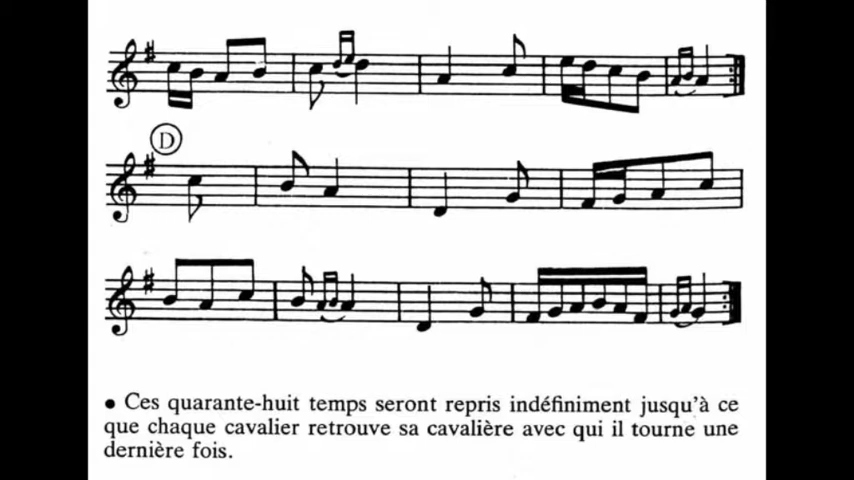 D
• Ces quarante-huit temps seront repris indéfiniment jusqu'à ce
que chaque cavalier retrouve sa cavalière avec qui il tourne une
dernière fois.